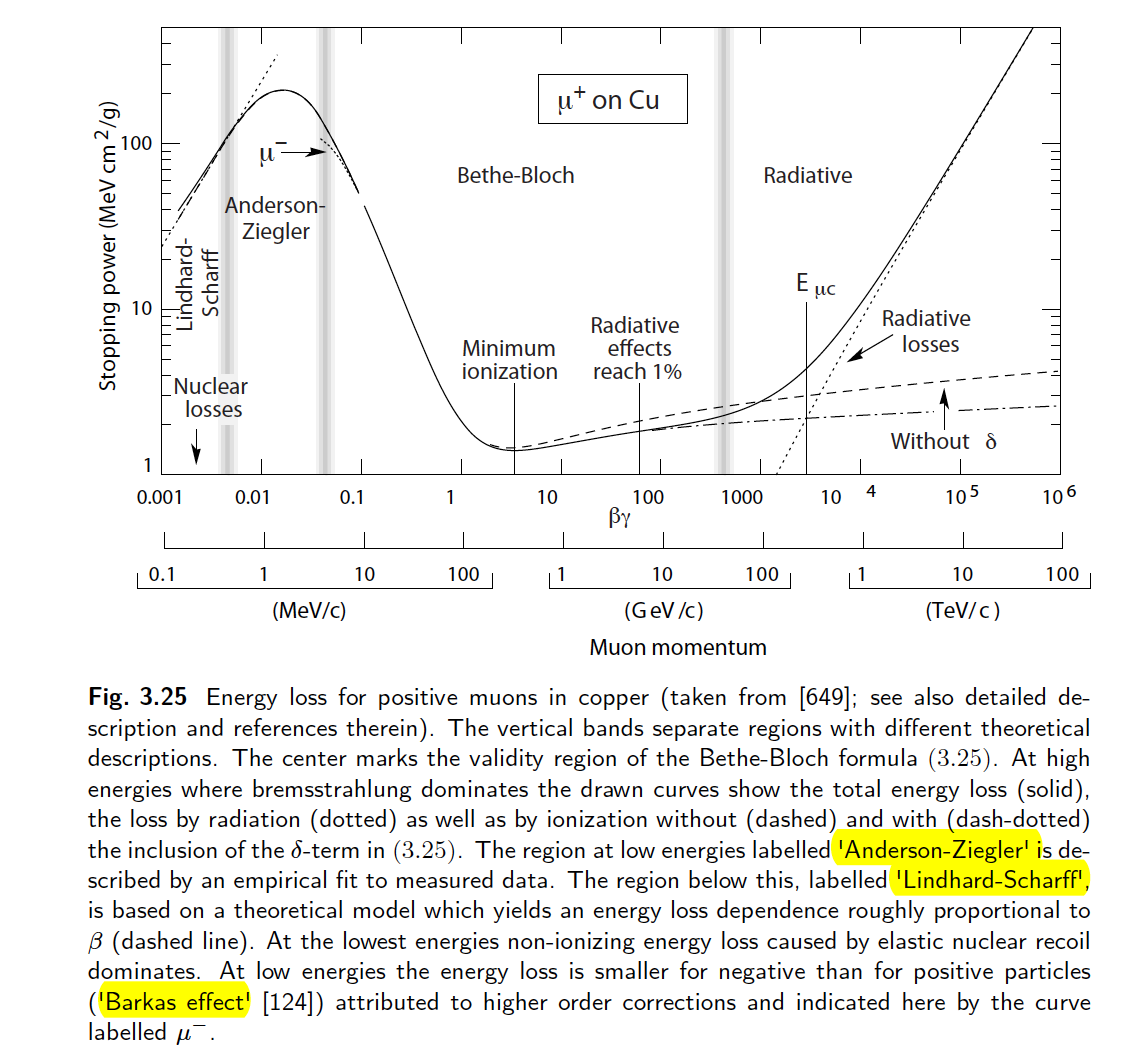 μ⁺ on Cu
Stopping power (MeV cm²/g)
100
10
1
μ⁻
Lindhard-
Scharff
Anderson-
Ziegler
Bethe-Bloch
Radiative
Nuclear
losses
Minimum
ionization
Radiative
effects
reach 1%
E μc
Radiative
losses
Without δ
0.001 0.01 0.1 1 10 100 1000 10 4 10⁵ 10⁶
βγ
0.1 1 10 100 1 10 100 1 10 100
(MeV/c) (GeV/c) (TeV/c)
Muon momentum
Fig. 3.25 Energy loss for positive muons in copper (taken from [649]; see also detailed de-
scription and references therein). The vertical bands separate regions with different theoretical
descriptions. The center marks the validity region of the Bethe-Bloch formula (3.25). At high
energies where bremsstrahlung dominates the drawn curves show the total energy loss (solid),
the loss by radiation (dotted) as well as by ionization without (dashed) and with (dash-dotted)
the inclusion of the δ-term in (3.25). The region at low energies labelled 'Anderson-Ziegler' is de-
scribed by an empirical fit to measured data. The region below this, labelled 'Lindhard-Scharff',
is based on a theoretical model which yields an energy loss dependence roughly proportional to
β (dashed line). At the lowest energies non-ionizing energy loss caused by elastic nuclear recoil
dominates. At low energies the energy loss is smaller for negative than for positive particles
('Barkas effect' [124]) attributed to higher order corrections and indicated here by the curve
labelled μ⁻.